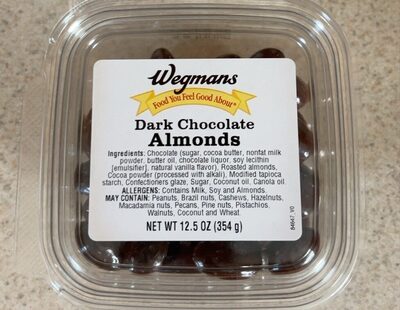 Wegmans
Food You Feel Good About®
Dark Chocolate
Almonds
Ingredients: Chocolate (sugar, cocoa butter, nonfat milk
powder, butter oil, chocolate liquor, soy lecithin
[emulsifier], natural vanilla flavor), Roasted almonds,
Cocoa powder (processed with alkali), Modified tapioca
starch, Confectioners glaze, Sugar, Coconut oil, Canola oil.
ALLERGENS: Contains Milk, Soy and Almonds.
MAY CONTAIN: Peanuts, Brazil nuts, Cashews, Hazelnuts,
Macadamia nuts, Pecans, Pine nuts, Pistachios,
Walnuts, Coconut and Wheat.
NET WT 12.5 OZ (354 g)